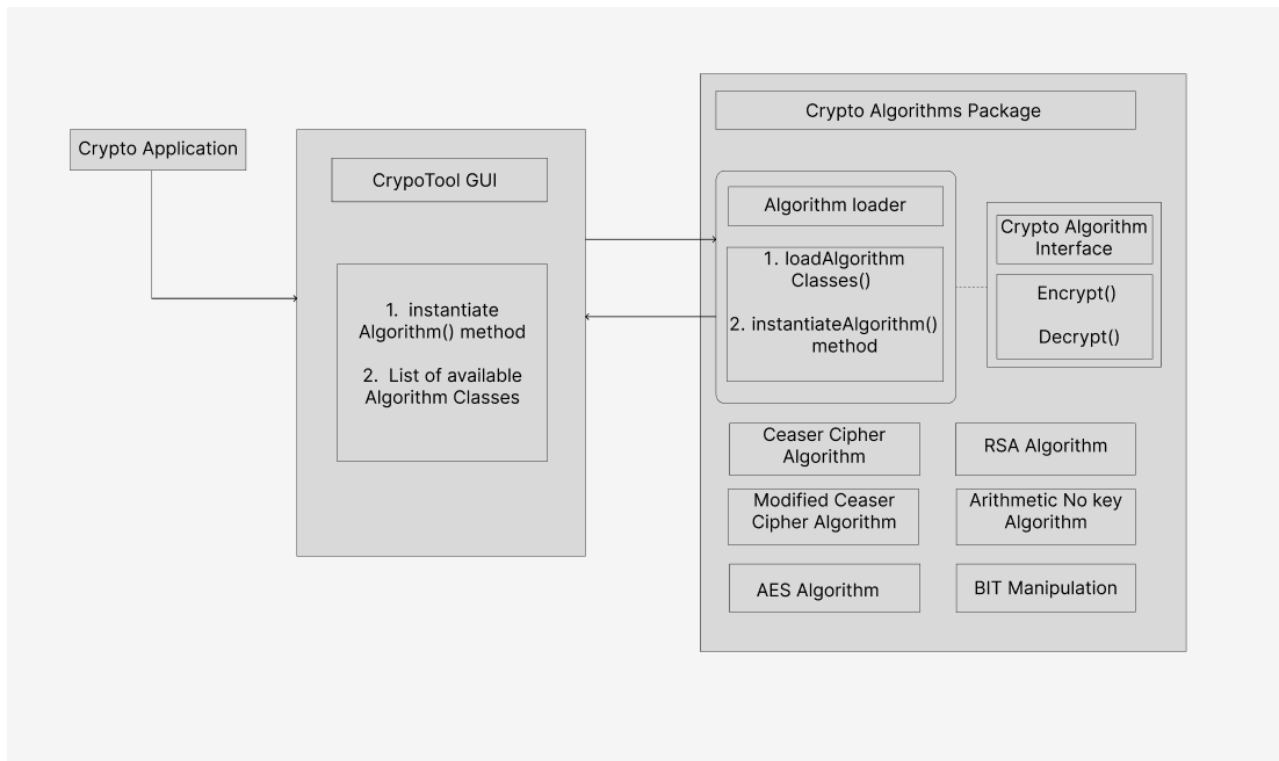 Crypto Application
CrypoTool GUI
1. instantiate
Algorithm() method
2. List of available
Algorithm Classes
Crypto Algorithms Package
Algorithm loader
1. loadAlgorithm
Classes()
2. instantiateAlgorithm()
method
Crypto Algorithm
Interface
Encrypt()
Decrypt()
Ceaser Cipher
Algorithm
RSA Algorithm
Modified Ceaser
Cipher Algorithm
Arithmetic No key
Algorithm
AES Algorithm
BIT Manipulation